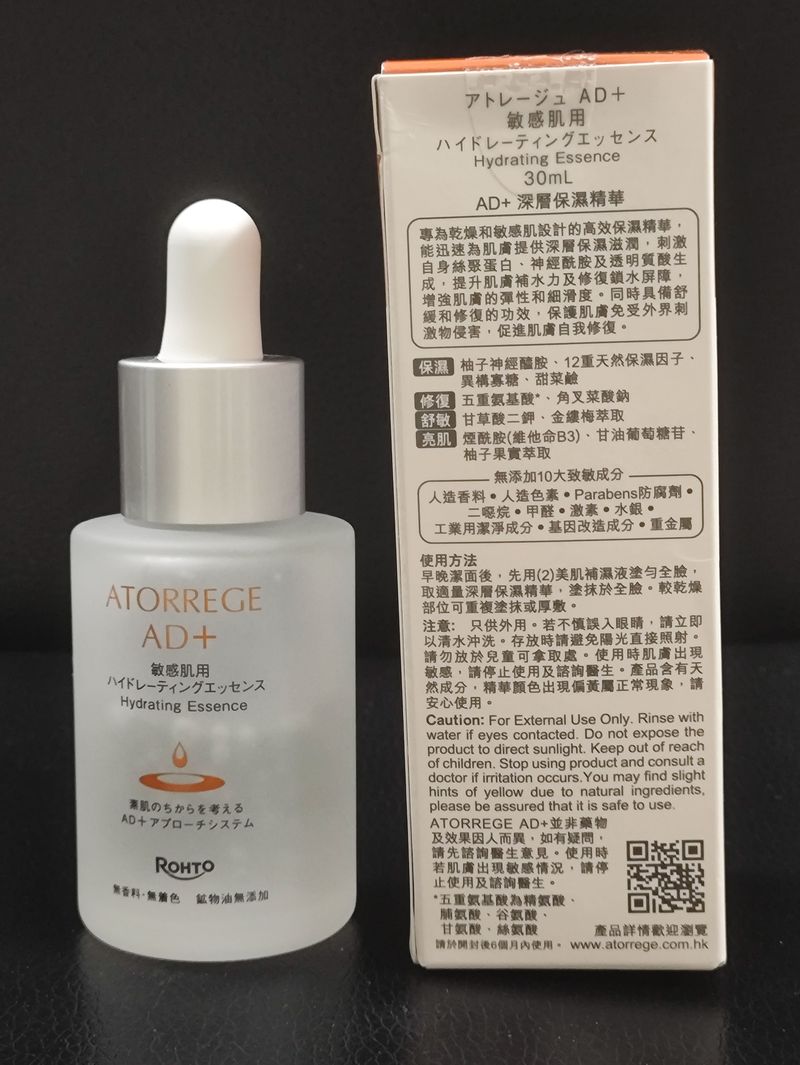 ATORREGE
AD+
敏感肌用
ハイドレーティングエッセンス
Hydrating Essence
素肌のちからを考える
AD+アプローチシステム
ROHTO
無香料・無着色 鉱物油無添加
アトレージュ AD+
敏感肌用
ハイドレーティングエッセンス
Hydrating Essence
30mL
AD+ 深層保濕精華
專為乾燥和敏感肌設計的高效保濕精華，
能迅速為肌膚提供深層保濕滋潤，刺激
自身絲聚蛋白、神經酰胺及透明質酸生
成，提升肌膚補水力及修復鎖水屏障，
增強肌膚的彈性和細滑度。同時具備舒
緩和修復的功效，保護肌膚免受外界刺
激物侵害，促進肌膚自我修復。
保濕 柚子神經醯胺、12重天然保濕因子、
異構寡糖、甜菜鹼
修復 五重氨基酸*、角叉菜酸鈉
舒敏 甘草酸二鉀、金縷梅萃取
亮肌 煙酰胺(維他命B3)、甘油葡萄糖苷、
柚子果實萃取
無添加10大致敏成分
人造香料•人造色素•Parabens防腐劑•
二噁烷•甲醛•激素•水銀•
工業用潔淨成分•基因改造成分•重金屬
使用方法
早晚潔面後，先用(2)美肌補濕液塗勻全臉，
取適量深層保濕精華，塗抹於全臉。較乾燥
部位可重複塗抹或厚敷。
注意: 只供外用。若不慎誤入眼睛，請立即
以清水沖洗。存放時請避免陽光直接照射。
請勿放於兒童可拿取處。使用時肌膚出現
敏感，請停止使用及諮詢醫生。產品含有天
然成分，精華顏色出現偏黃屬正常現象，請
安心使用。
Caution: For External Use Only. Rinse with
water if eyes contacted. Do not expose the
product to direct sunlight. Keep out of reach
of children. Stop using product and consult a
doctor if irritation occurs.You may find slight
hints of yellow due to natural ingredients,
please be assured that it is safe to use.
ATORREGE AD+並非藥物
及效果因人而異，如有疑問，
請先諮詢醫生意見。使用時
若肌膚出現敏感情況，請停
止使用及諮詢醫生。
*五重氨基酸為精氨酸、
脯氨酸、谷氨酸、
甘氨酸、絲氨酸
請於開封後6個月內使用。
產品詳情歡迎瀏覽
www.atorrege.com.hk